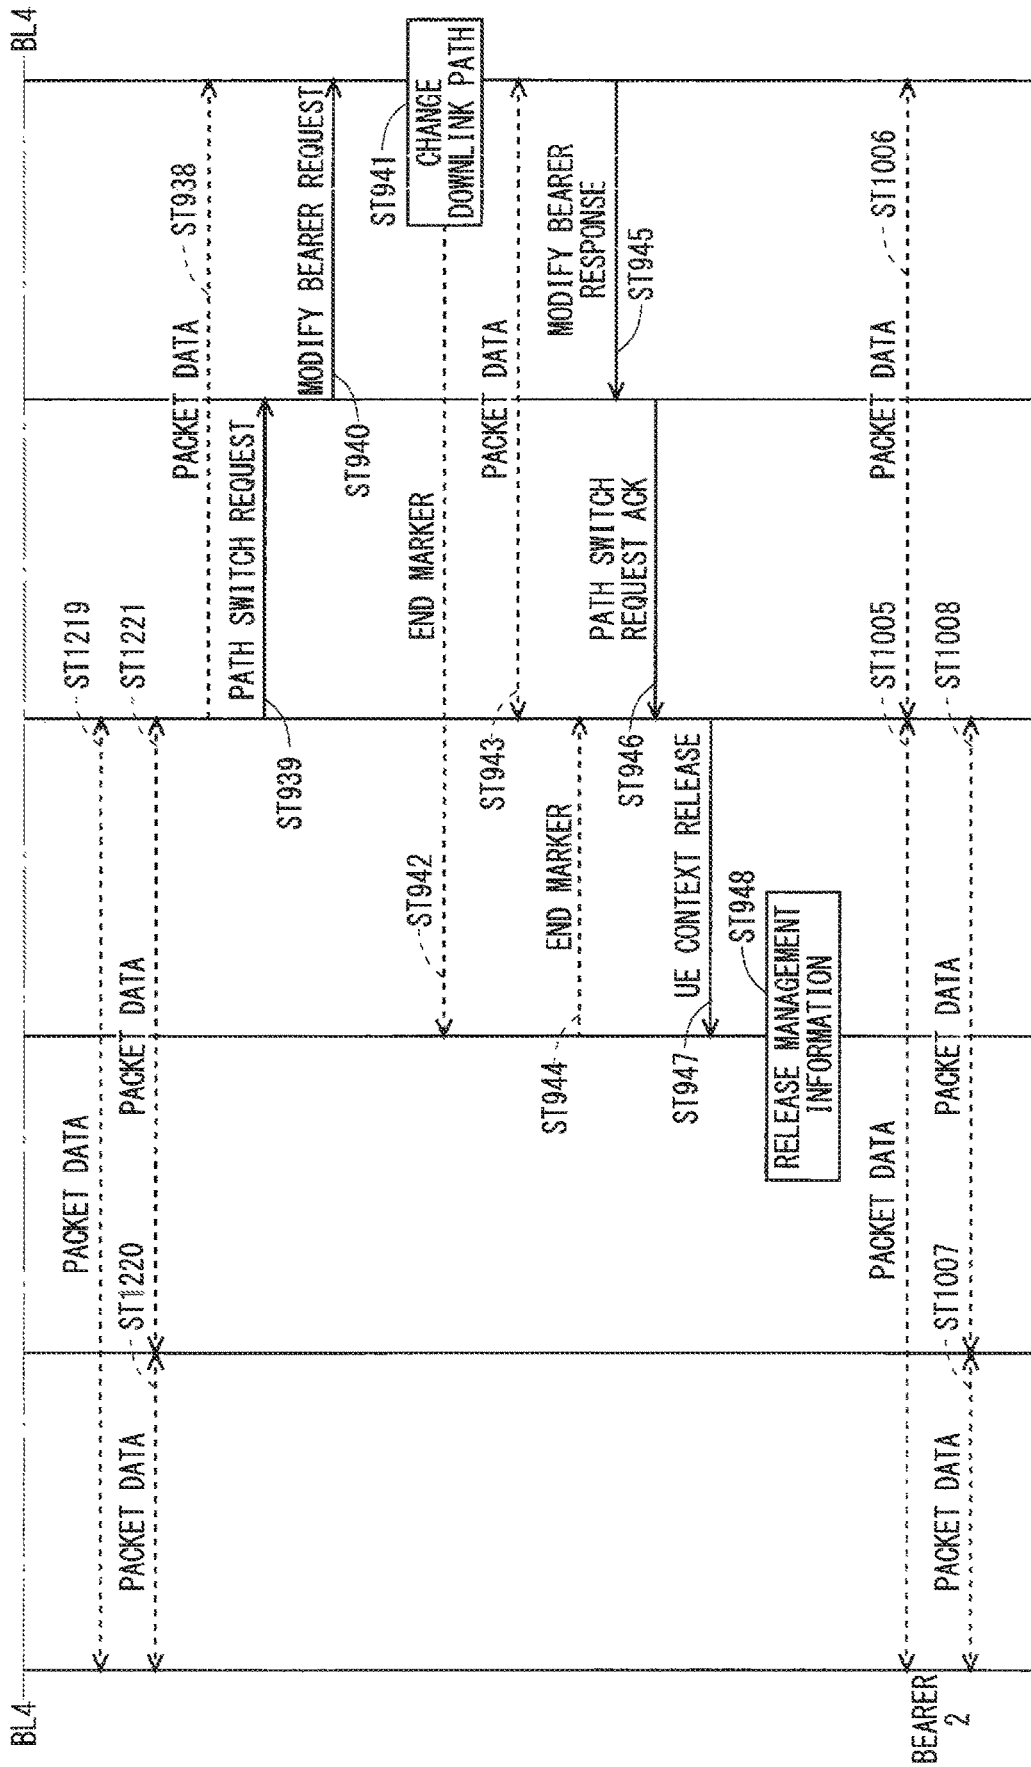 BL4
BL4
PACKET DATA
ST1219
PACKET DATA
ST1220
PACKET DATA
ST1221
PACKET DATA
ST938
PATH SWITCH REQUEST
ST939
MODIFY BEARER REQUEST
ST940
CHANGE
DOWNLINK PATH
ST941
END MARKER
ST942
PACKET DATA
ST943
END MARKER
ST944
MODIFY BEARER
RESPONSE
ST945
PATH SWITCH
REQUEST ACK
ST946
UE CONTEXT RELEASE
ST947
RELEASE MANAGEMENT
INFORMATION
ST948
BEARER
2
PACKET DATA
ST1005
PACKET DATA
ST1006
PACKET DATA
ST1007
PACKET DATA
ST1008